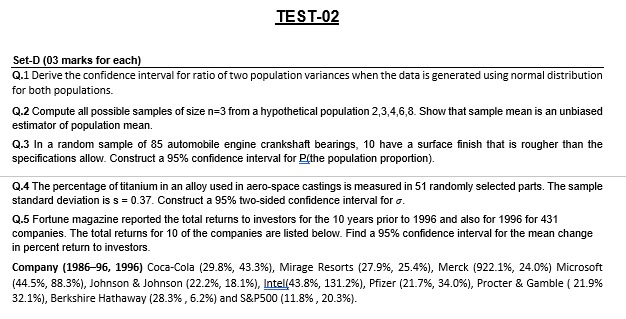 TEST-02
Set-D (03 marks for each)
Q.1 Derive the confidence interval for ratio of two population variances when the data is generated using normal distribution
for both populations.
Q.2 Compute all possible samples of size n=3 from a hypothetical population 2,3,4,6,8. Show that sample mean is an unbiased
estimator of population mean.
Q.3 In a random sample of 85 automobile engine crankshaft bearings, 10 have a surface finish that is rougher than the
specifications allow. Construct a 95% confidence interval for P(the population proportion).
Q.4 The percentage of titanium in an alloy used in aero-space castings is measured in 51 randomly selected parts. The sample
standard deviation is s = 0.37. Construct a 95% two-sided confidence interval for σ.
Q.5 Fortune magazine reported the total returns to investors for the 10 years prior to 1996 and also for 1996 for 431
companies. The total returns for 10 of the companies are listed below. Find a 95% confidence interval for the mean change
in percent return to investors.
Company (1986–96, 1996) Coca-Cola (29.8%, 43.3%), Mirage Resorts (27.9%, 25.4%), Merck (922.1%, 24.0%) Microsoft
(44.5%, 88.3%), Johnson & Johnson (22.2%, 18.1%), Intel(43.8%, 131.2%), Pfizer (21.7%, 34.0%), Procter & Gamble ( 21.9%
32.1%), Berkshire Hathaway (28.3% , 6.2%) and S&P500 (11.8% , 20.3%).